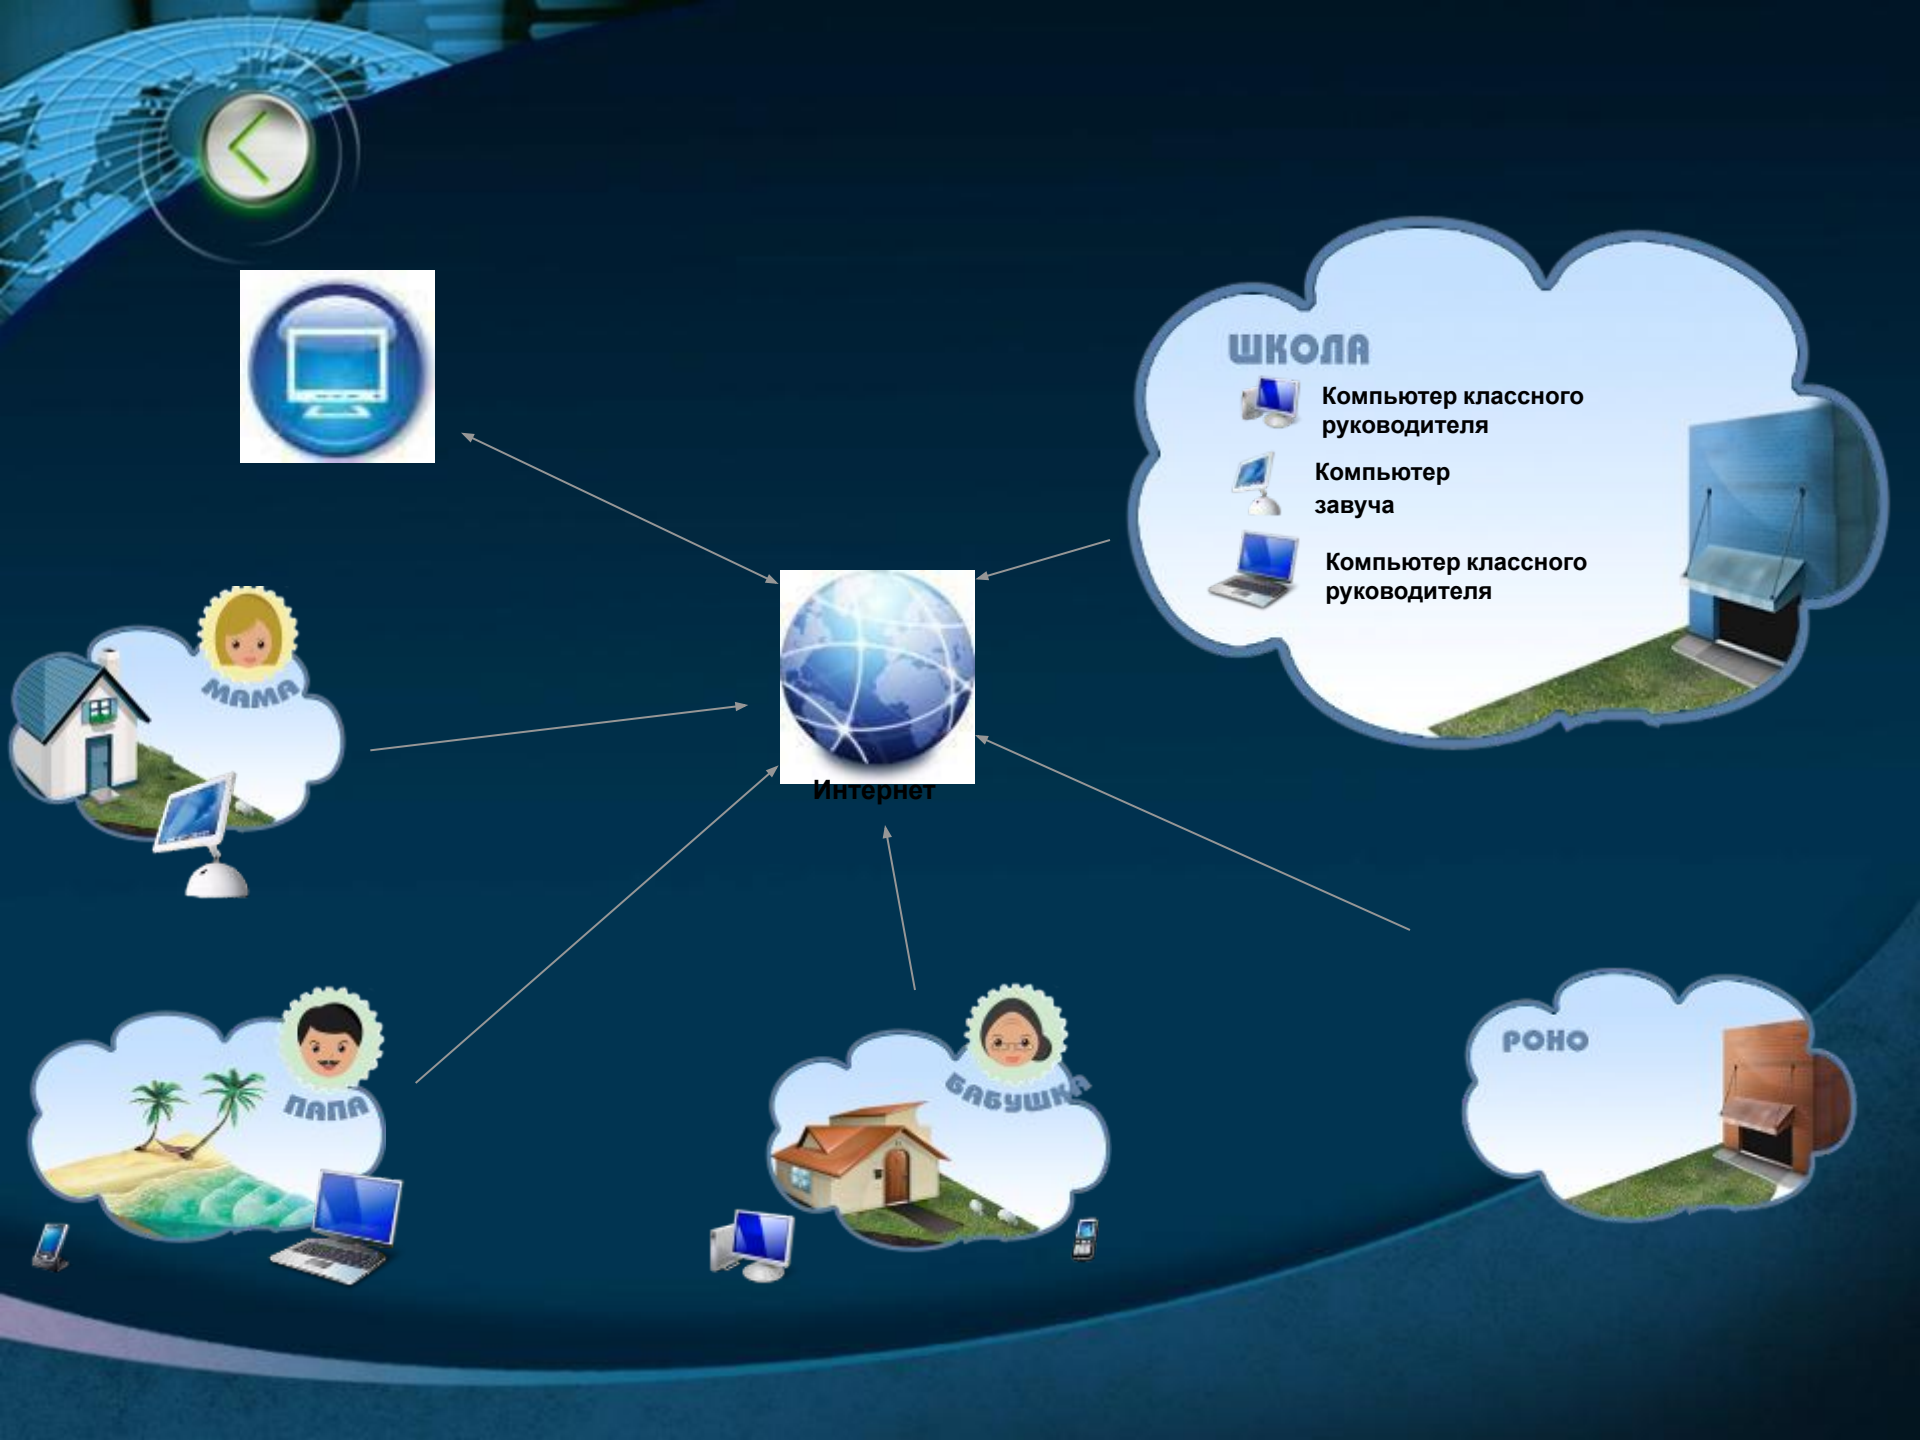 ШКОЛА
Компьютер классного
руководителя
Компьютер
завуча
Компьютер классного
руководителя
МАМА
Интернет
ПАПА
БАБУШКА
РОНО